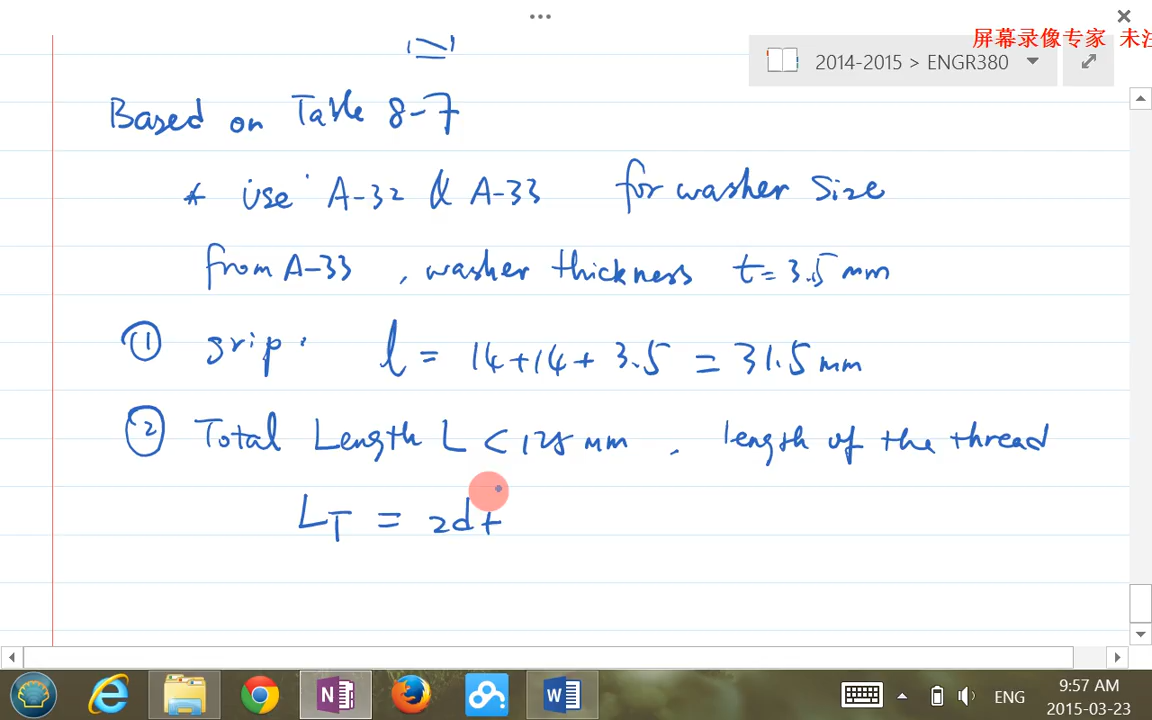 屏幕录像专家 未
2014-2015 > ENGR380
Based on Table 8-7
* Use A-32 & A-33 for washer Size
from A-33 , washer thickness t = 3.5 mm
① grip. l = 14+14+ 3.5 = 31.5 mm
② Total Length L < 125 mm , length of the thread
L_T = 2d+
ENG
9:57 AM
2015-03-23